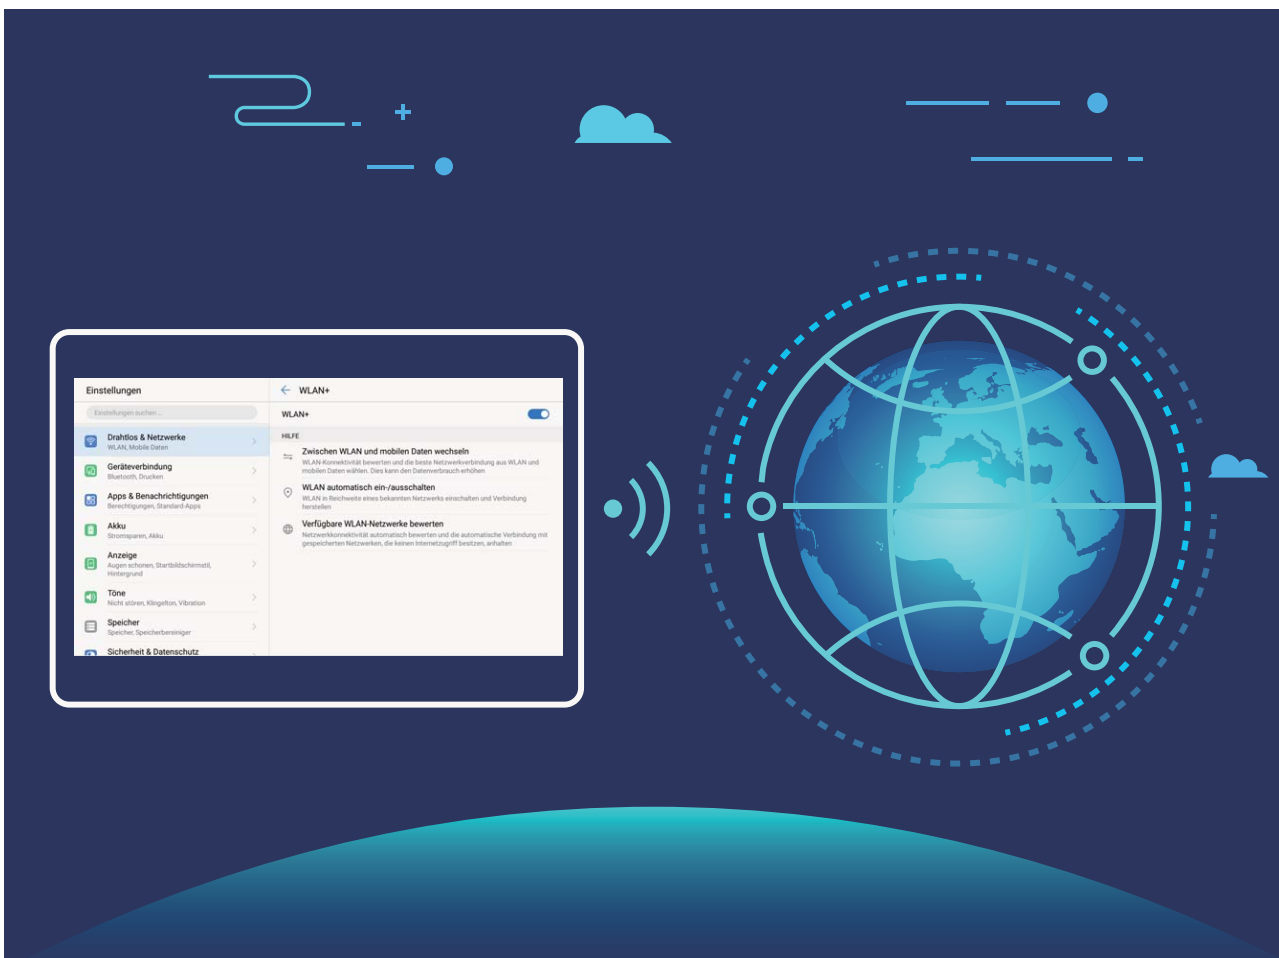 Einstellungen
Einstellungen suchen ...
Drahtlos & Netzwerke
WLAN, Mobile Daten
Geräteverbindung
Bluetooth, Drucken
Apps & Benachrichtigungen
Berechtigungen, Standard-Apps
Akku
Stromsparen, Akku
Anzeige
Augen schonen, Startbildschirmstil,
Hintergrund
Töne
Nicht stören, Klingelton, Vibration
Speicher
Speicher, Speicherbereiniger
Sicherheit & Datenschutz
WLAN+
WLAN+
HILFE
Zwischen WLAN und mobilen Daten wechseln
WLAN-Konnektivität bewerten und die beste Netzwerkverbindung aus WLAN und
mobilen Daten wählen. Dies kann den Datenverbrauch erhöhen
WLAN automatisch ein-/ausschalten
WLAN in Reichweite eines bekannten Netzwerks einschalten und Verbindung
herstellen
Verfügbare WLAN-Netzwerke bewerten
Netzwerkkonnektivität automatisch bewerten und die automatische Verbindung mit
gespeicherten Netzwerken, die keinen Internetzugriff besitzen, anhalten